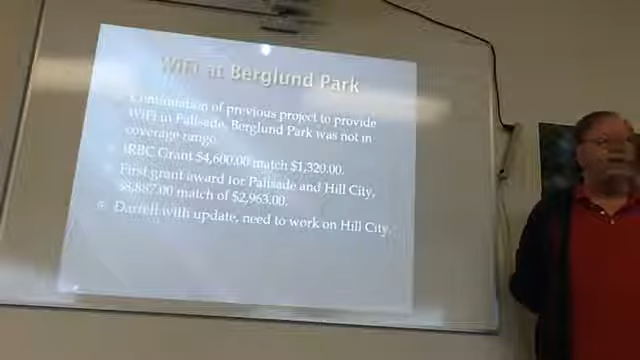 WiFi at Berglund Park
Continuation of previous project to provide
WiFi in Palisade, Berglund Park was not in
coverage range.
IRBC Grant $4,600.00 match $1,320.00.
First grant award for Palisade and Hill City,
$8,887.00 match of $2,963.00.
Darrell with update, need to work on Hill City,